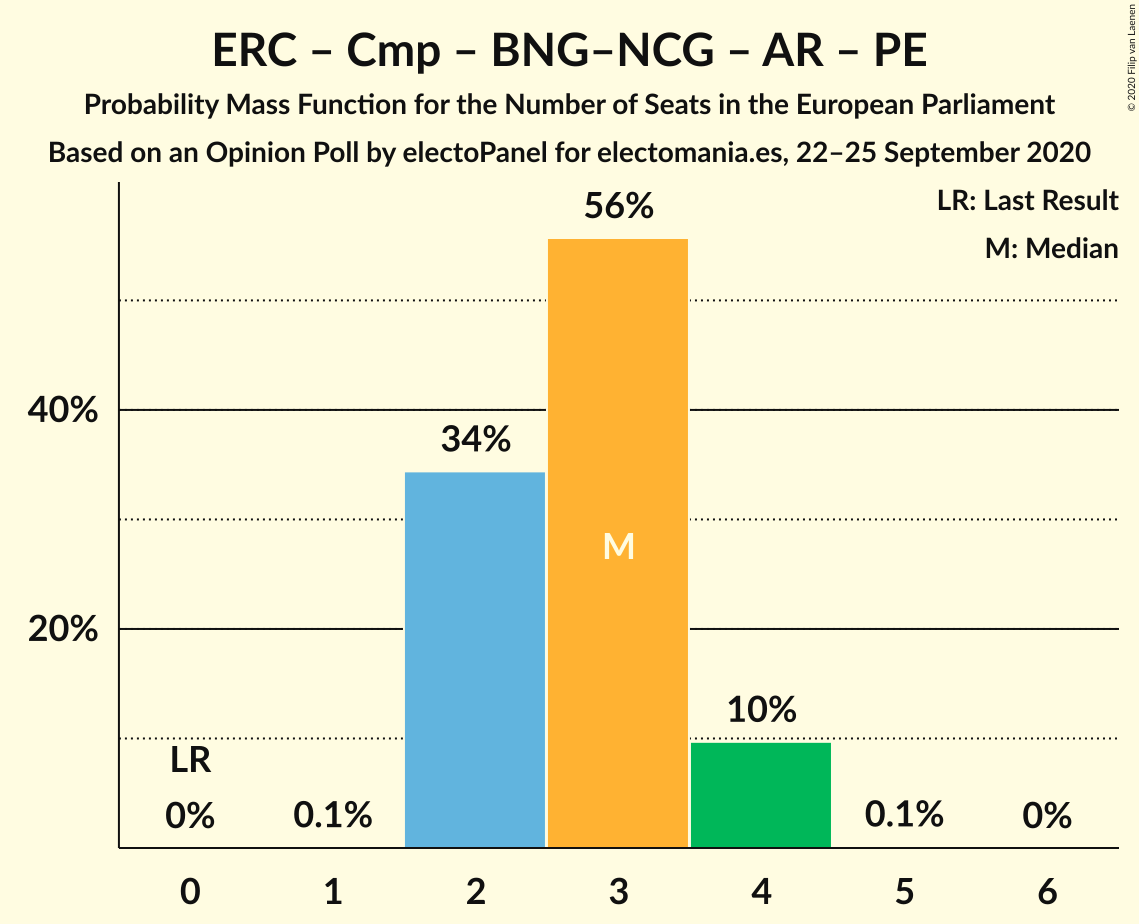 ERC – Cmp – BNG–NCG – AR – PE
Probability Mass Function for the Number of Seats in the European Parliament
Based on an Opinion Poll by electoPanel for electomania.es, 22–25 September 2020
© 2020 Filip van Laenen
LR: Last Result
M: Median
56%
40%
34%
M
20%
10%
LR
0%
0.1%
0.1%
0%
0
1
2
3
4
5
6